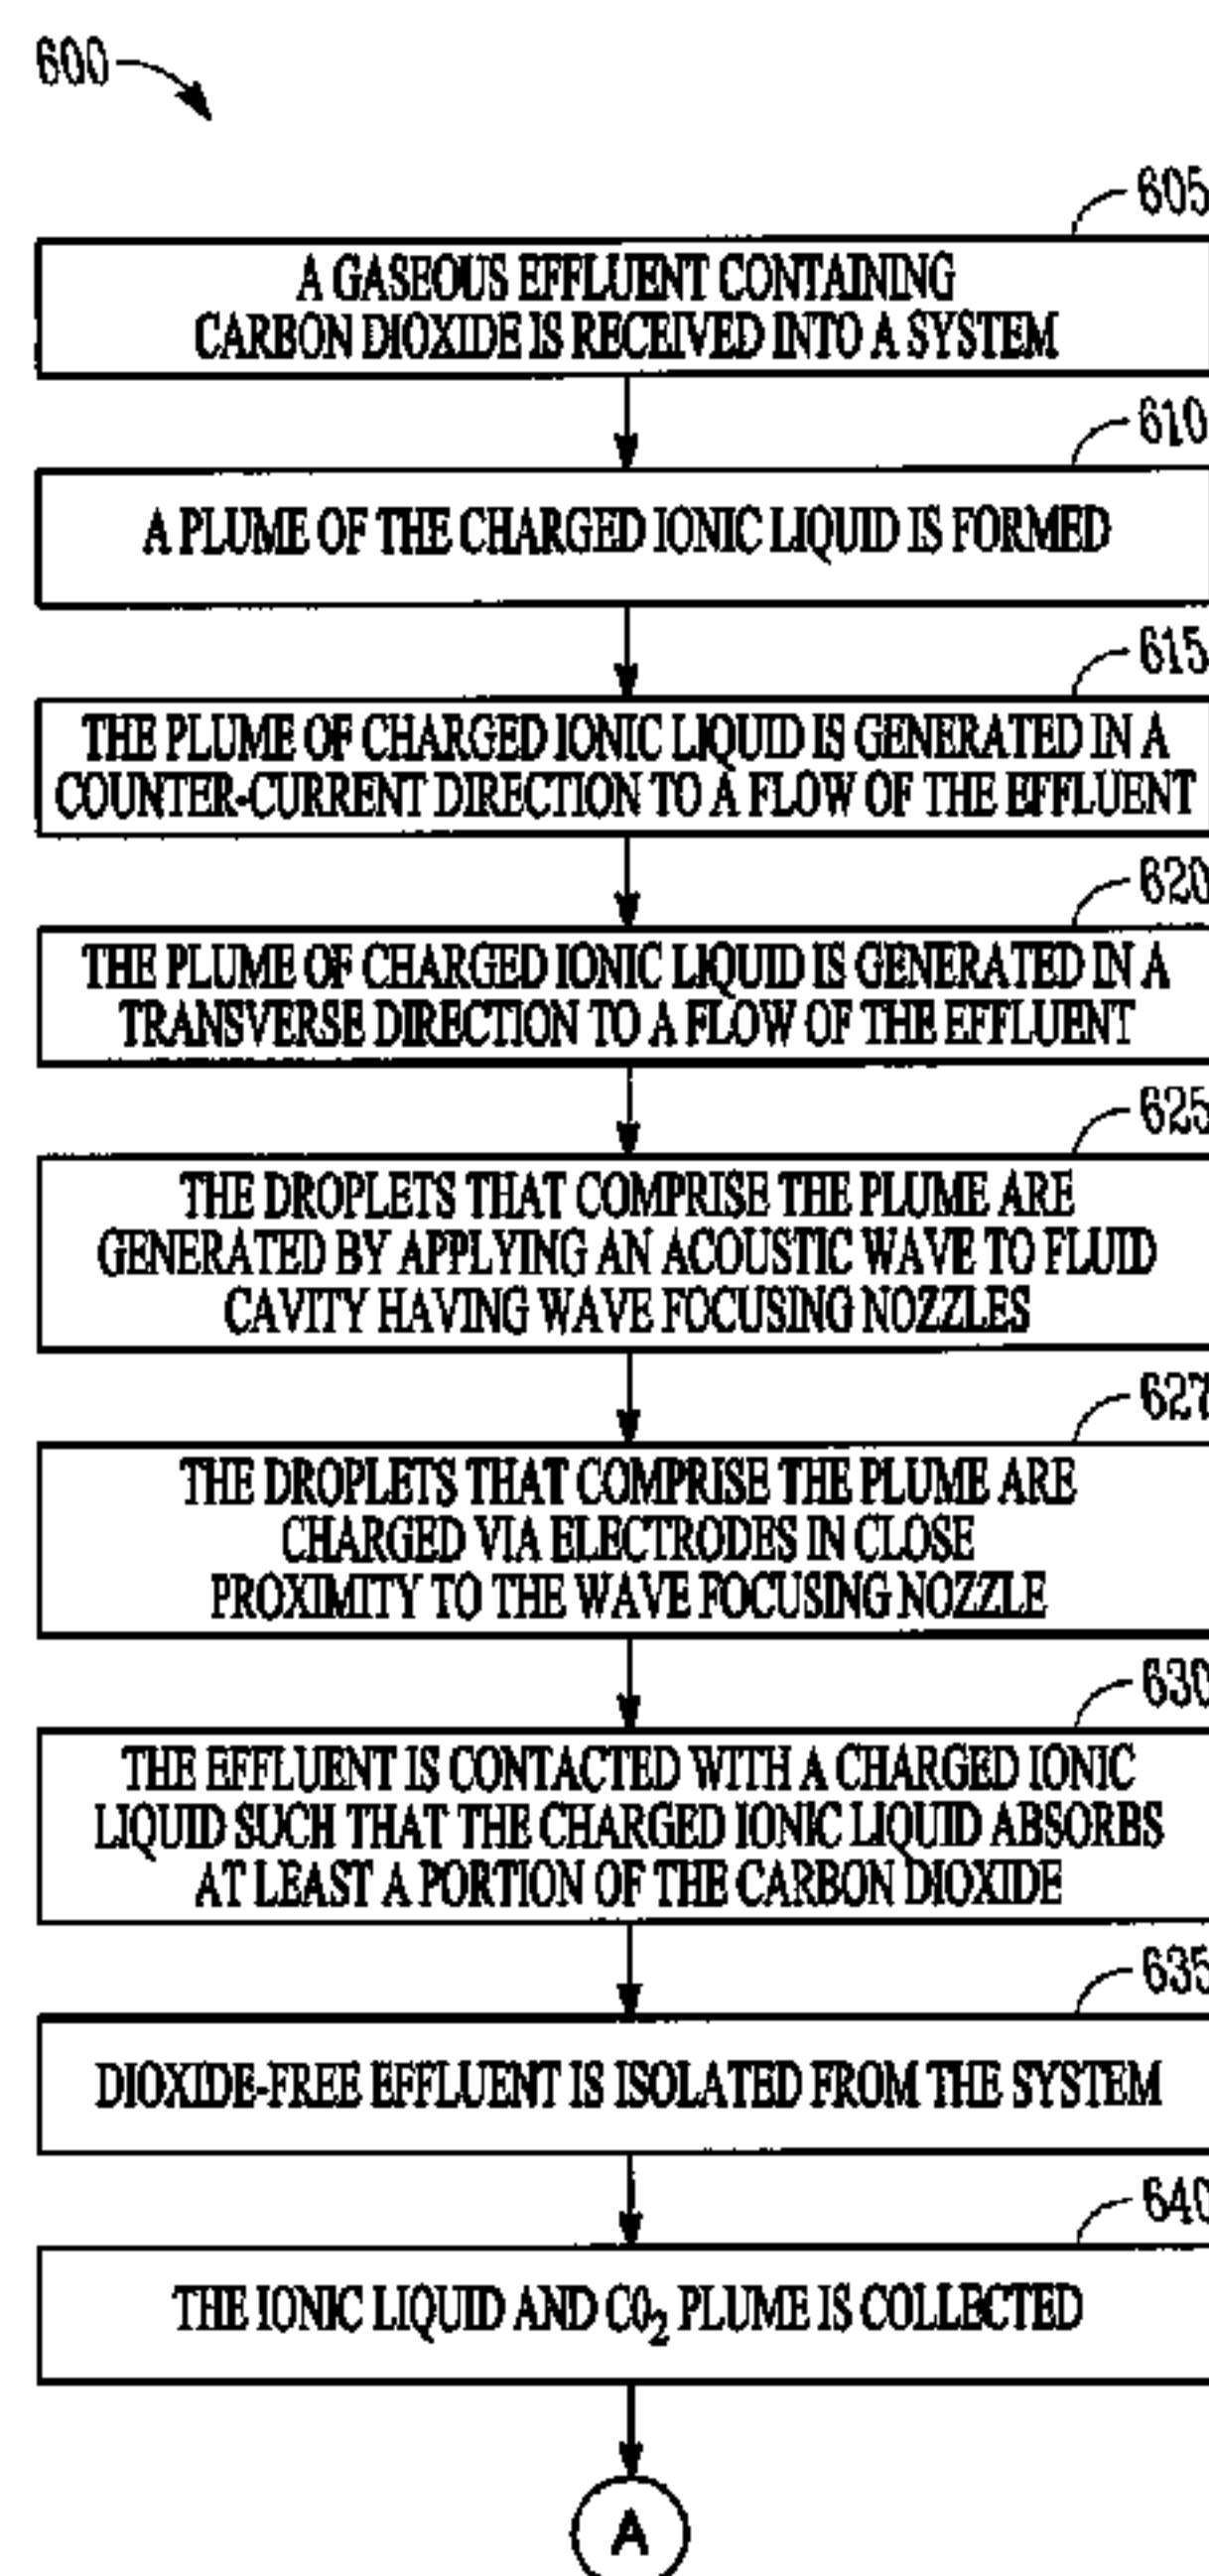 600
605
A GASEOUS EFFLUENT CONTAINING
CARBON DIOXIDE IS RECEIVED INTO A SYSTEM
610
A PLUME OF THE CHARGED IONIC LIQUID IS FORMED
615
THE PLUME OF CHARGED IONIC LIQUID IS GENERATED IN A
COUNTER-CURRENT DIRECTION TO A FLOW OF THE EFFLUENT
620
THE PLUME OF CHARGED IONIC LIQUID IS GENERATED IN A
TRANSVERSE DIRECTION TO A FLOW OF THE EFFLUENT
625
THE DROPLETS THAT COMPRISE THE PLUME ARE
GENERATED BY APPLYING AN ACOUSTIC WAVE TO FLUID
CAVITY HAVING WAVE FOCUSING NOZZLES
627
THE DROPLETS THAT COMPRISE THE PLUME ARE
CHARGED VIA ELECTRODES IN CLOSE
PROXIMITY TO THE WAVE FOCUSING NOZZLE
630
THE EFFLUENT IS CONTACTED WITH A CHARGED IONIC
LIQUID SUCH THAT THE CHARGED IONIC LIQUID ABSORBS
AT LEAST A PORTION OF THE CARBON DIOXIDE
635
DIOXIDE-FREE EFFLUENT IS ISOLATED FROM THE SYSTEM
640
THE IONIC LIQUID AND C0₂ PLUME IS COLLECTED
A